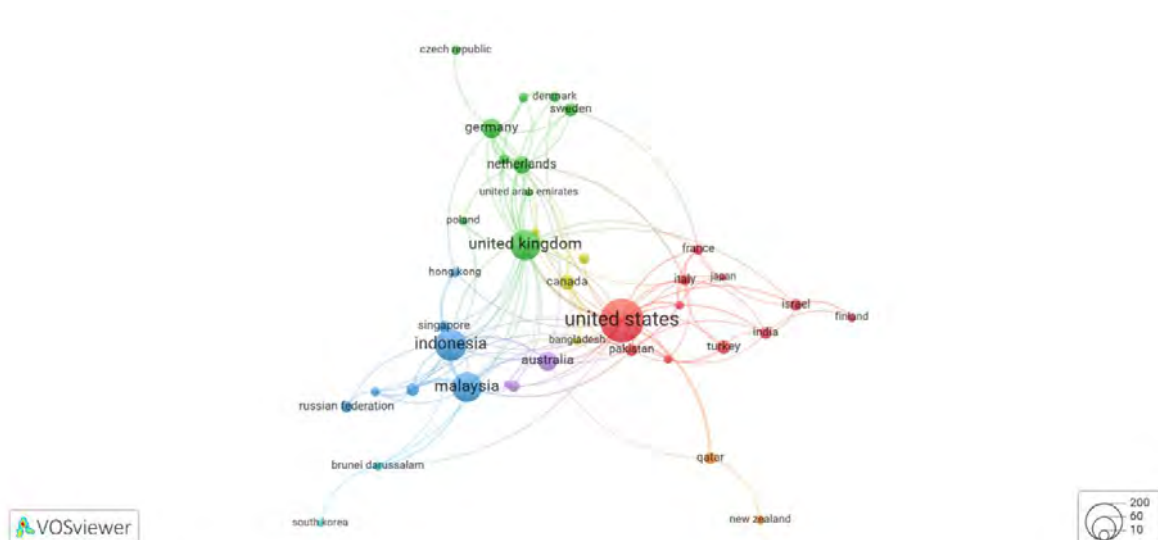 czech republic
denmark
sweden
germany
netherlands
united arab emirates
poland
united kingdom
france
hong kong
canada
italy
japan
israel
united states
finland
singapore
india
indonesia
bangladesh
pakistan
turkey
australia
malaysia
russian federation
qatar
brunei darussalam
south korea
new zealand
VOSviewer
200
60
10